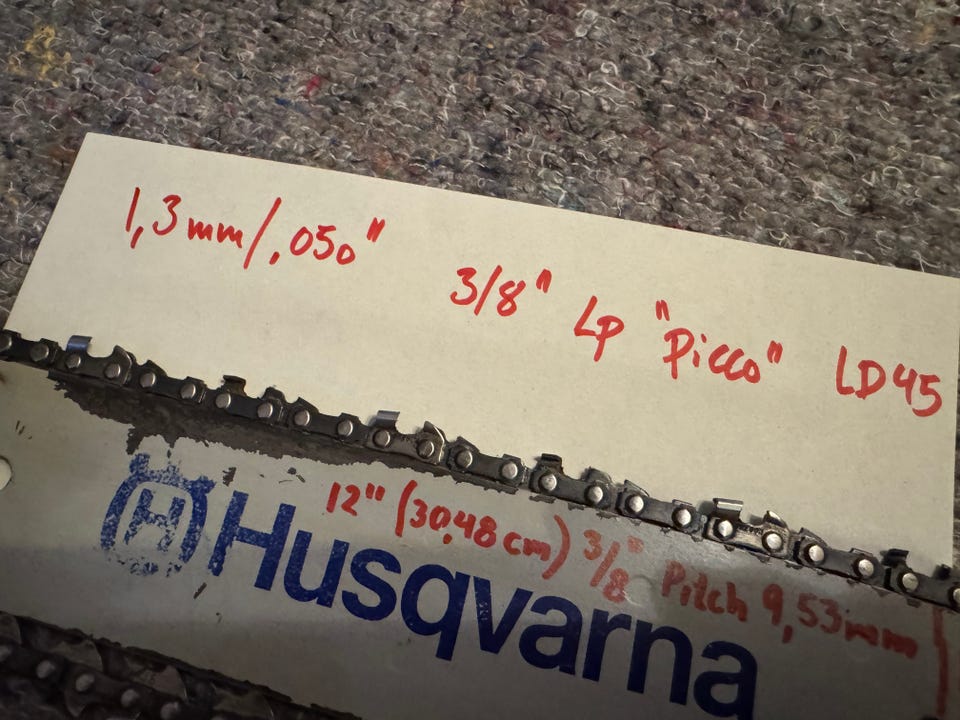 1,3mm/.050" 3/8" Lp "Picco" LD45
12" (30,48cm) 3/8" Pitch 9,53mm
H Husqvarna